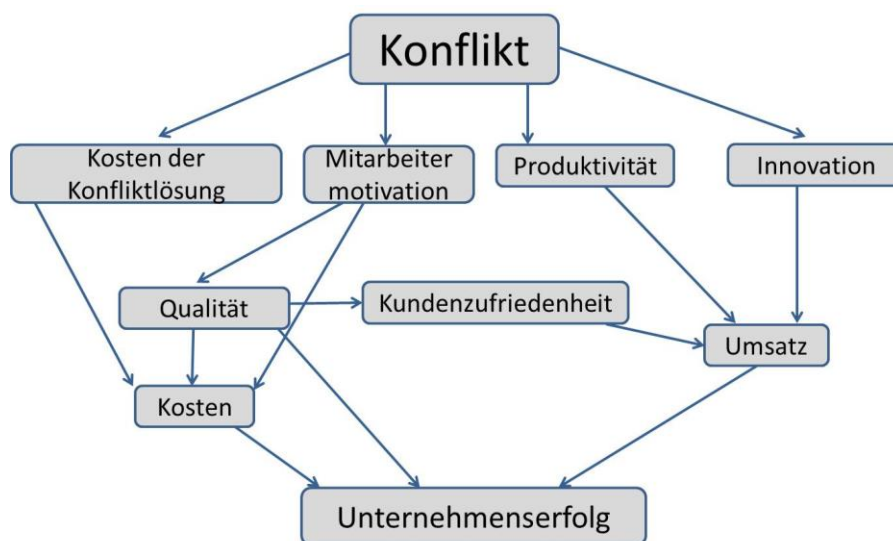 Konflikt
Kosten der
Konfliktlösung
Mitarbeiter
motivation
Produktivität
Innovation
Qualität
Kundenzufriedenheit
Umsatz
Kosten
Unternehmenserfolg